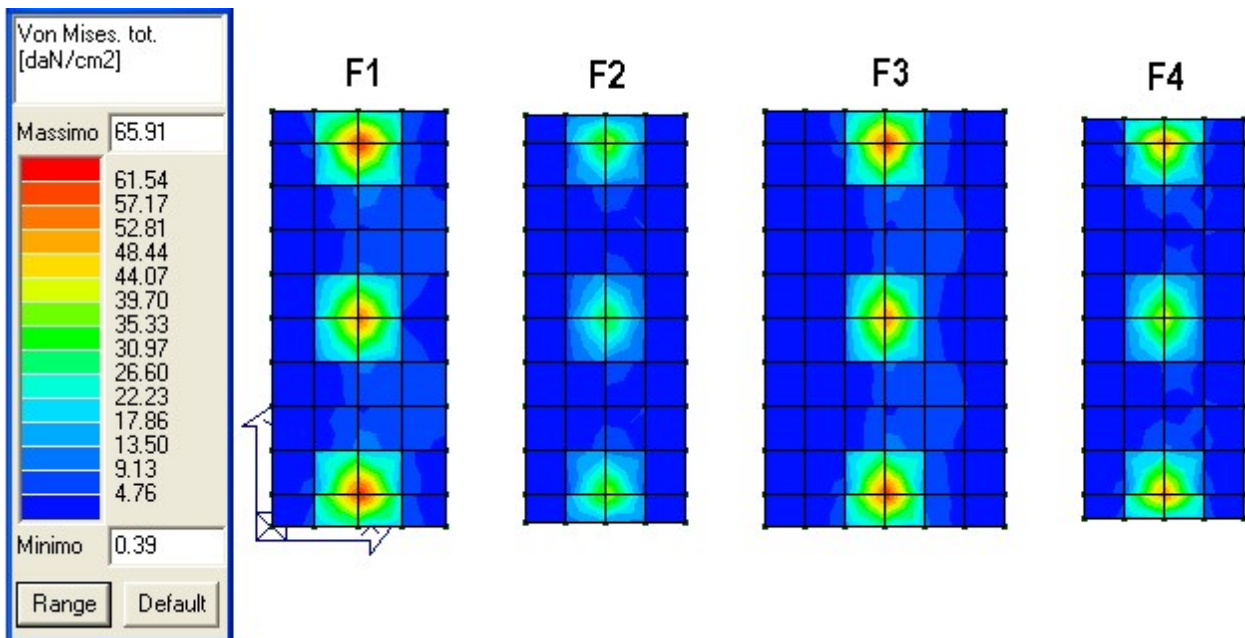 Von Mises. tot.
[daN/cm2]
Massimo 65.91
61.54
57.17
52.81
48.44
44.07
39.70
35.33
30.97
26.60
22.23
17.86
13.50
9.13
4.76
Minimo 0.39
Range Default
F1 F2 F3 F4